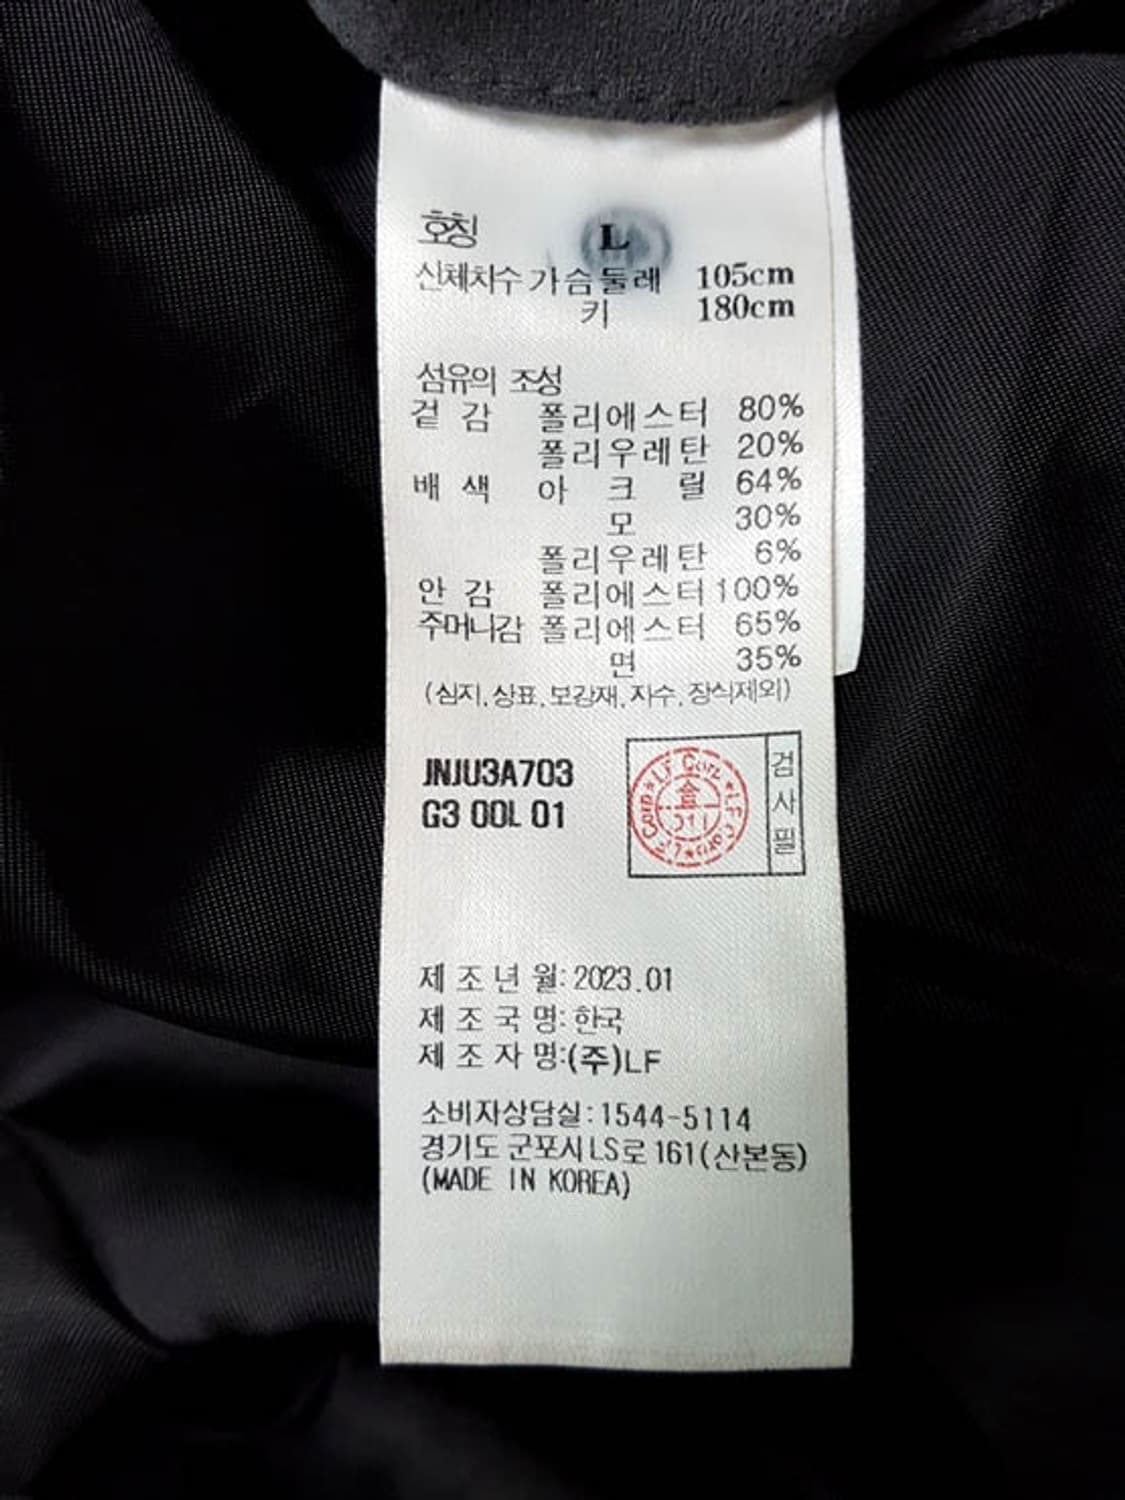 호칭 L
신체치수 가슴둘레 105cm
키 180cm
섬유의 조성
겉 감 폴리에스터 80%
폴리우레탄 20%
배 색 아 크 릴 64%
모 30%
폴리우레탄 6%
안 감 폴리에스터 100%
주머니감 폴리에스터 65%
면 35%
(심지, 상표, 보강재, 자수, 장식제외)
JNJU3A703
G3 00L 01
LF Corp ★ LF Corp ★ LF Corp ★
검사필
제 조 년 월: 2023.01
제 조 국 명: 한국
제 조 자 명:(주)LF
소비자상담실: 1544-5114
경기도 군포시 LS로 161(산본동)
(MADE IN KOREA)